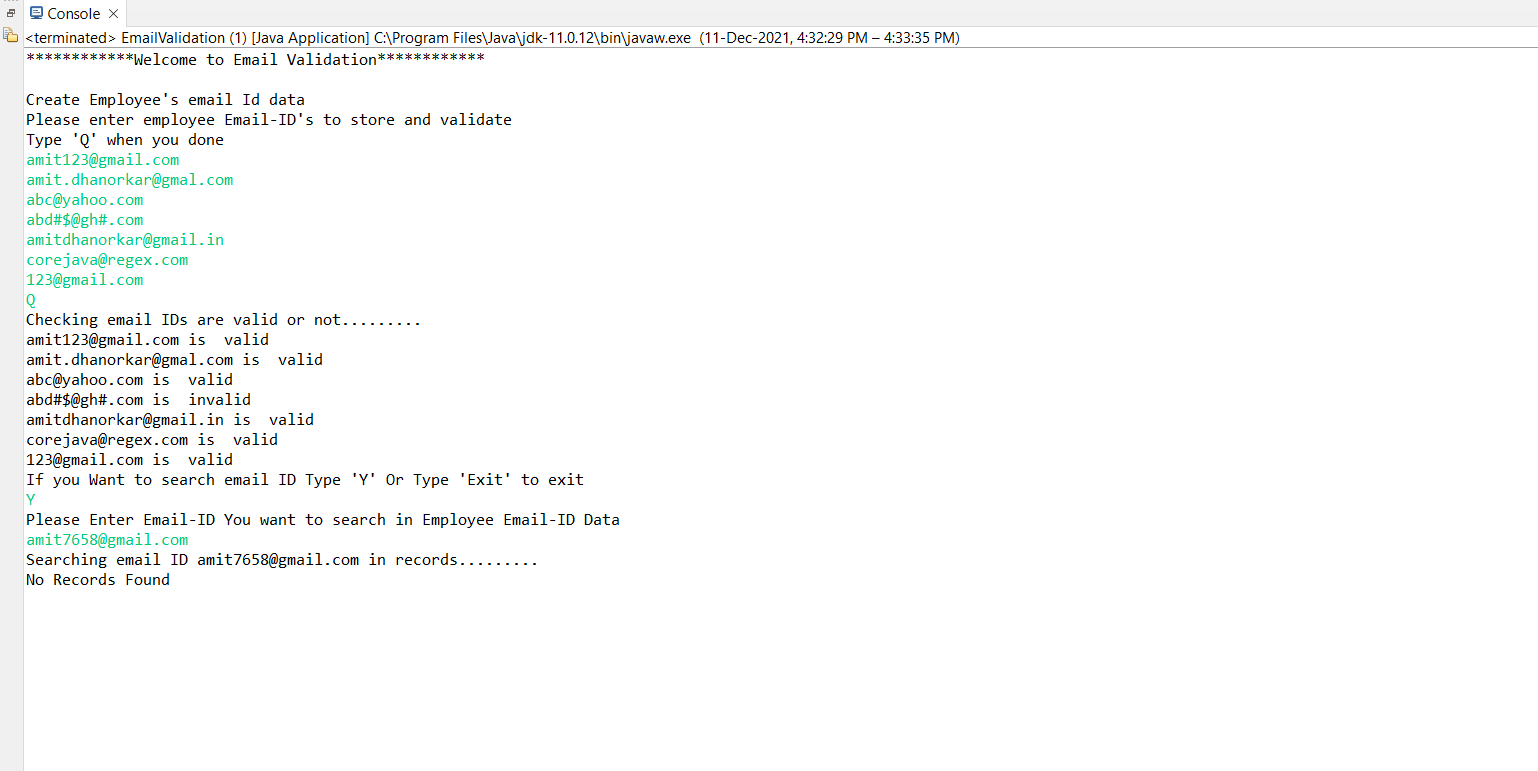 Console
<terminated> EmailValidation (1) [Java Application] C:\Program Files\Java\jdk-11.0.12\bin\javaw.exe (11-Dec-2021, 4:32:29 PM – 4:33:35 PM)
************Welcome to Email Validation************
Create Employee's email Id data
Please enter employee Email-ID's to store and validate
Type 'Q' when you done
amit123@gmail.com
amit.dhanorkar@gmal.com
abc@yahoo.com
abd#$@gh#.com
amitdhanorkar@gmail.in
corejava@regex.com
123@gmail.com
Q
Checking email IDs are valid or not.........
amit123@gmail.com is  valid
amit.dhanorkar@gmal.com is  valid
abc@yahoo.com is  valid
abd#$@gh#.com is  invalid
amitdhanorkar@gmail.in is  valid
corejava@regex.com is  valid
123@gmail.com is  valid
If you Want to search email ID Type 'Y' Or Type 'Exit' to exit
Y
Please Enter Email-ID You want to search in Employee Email-ID Data
amit7658@gmail.com
Searching email ID amit7658@gmail.com in records.........
No Records Found